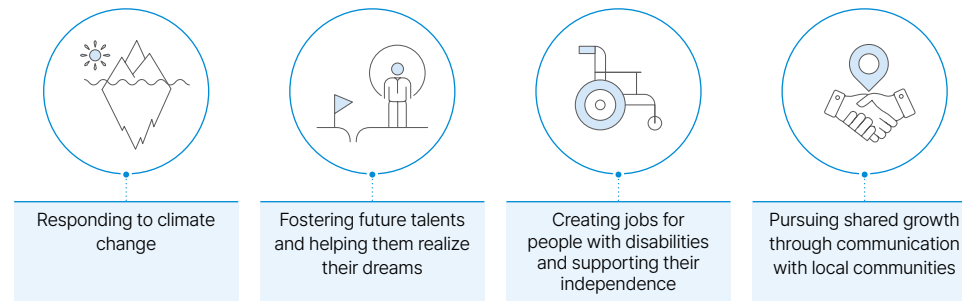 Responding to climate
change
Fostering future talents
and helping them realize
their dreams
Creating jobs for
people with disabilities
and supporting their
independence
Pursuing shared growth
through communication
with local communities